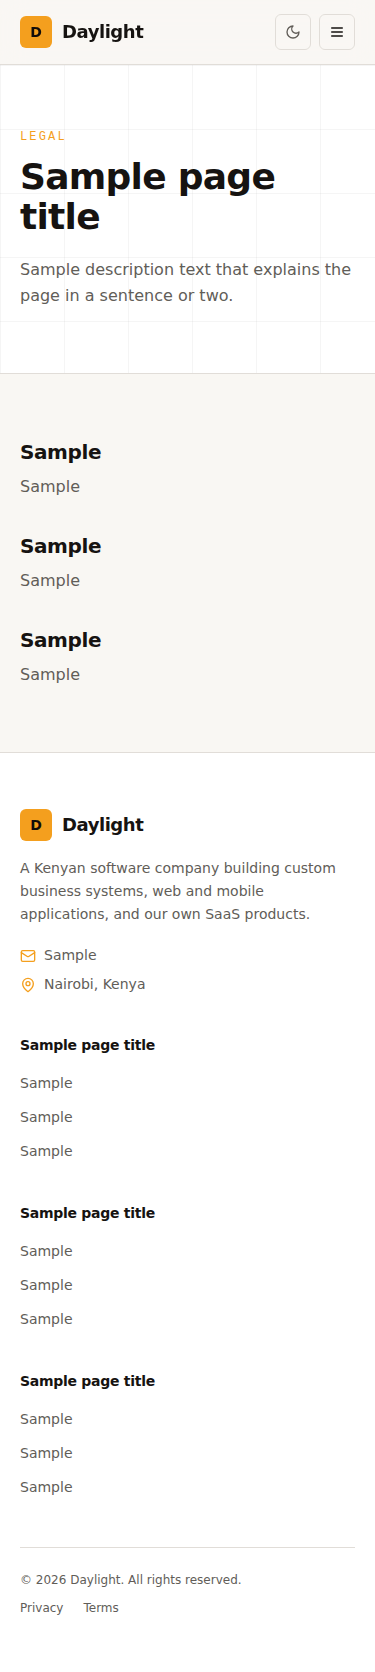 D Daylight
LEGAL
Sample page
title
Sample description text that explains the
page in a sentence or two.
Sample
Sample
Sample
Sample
Sample
Sample
D Daylight
A Kenyan software company building custom
business systems, web and mobile
applications, and our own SaaS products.
Sample
Nairobi, Kenya
Sample page title
Sample
Sample
Sample
Sample page title
Sample
Sample
Sample
Sample page title
Sample
Sample
Sample
© 2026 Daylight. All rights reserved.
Privacy Terms